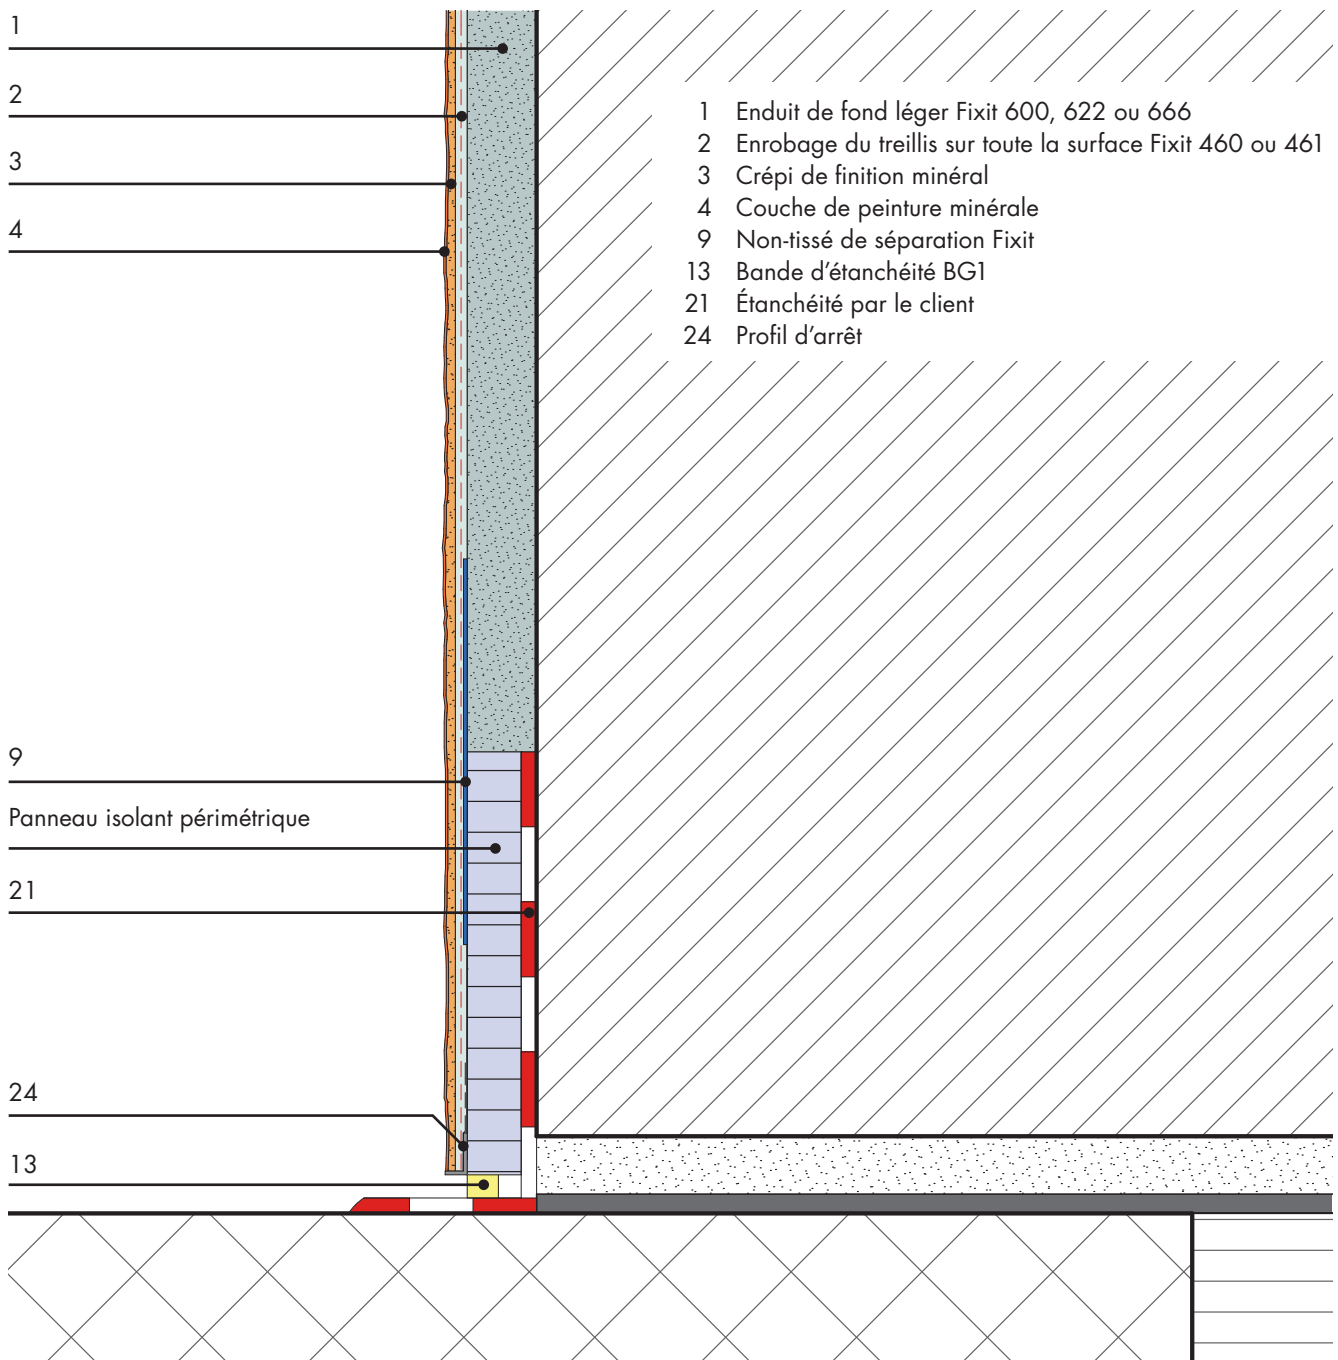 1
2
3
4
1 Enduit de fond léger Fixit 600, 622 ou 666
2 Enrobage du treillis sur toute la surface Fixit 460 ou 461
3 Crépi de finition minéral
4 Couche de peinture minérale
9 Non-tissé de séparation Fixit
13 Bande d'étanchéité BG1
21 Étanchéité par le client
24 Profil d'arrêt
9
Panneau isolant périmétrique
21
24
13